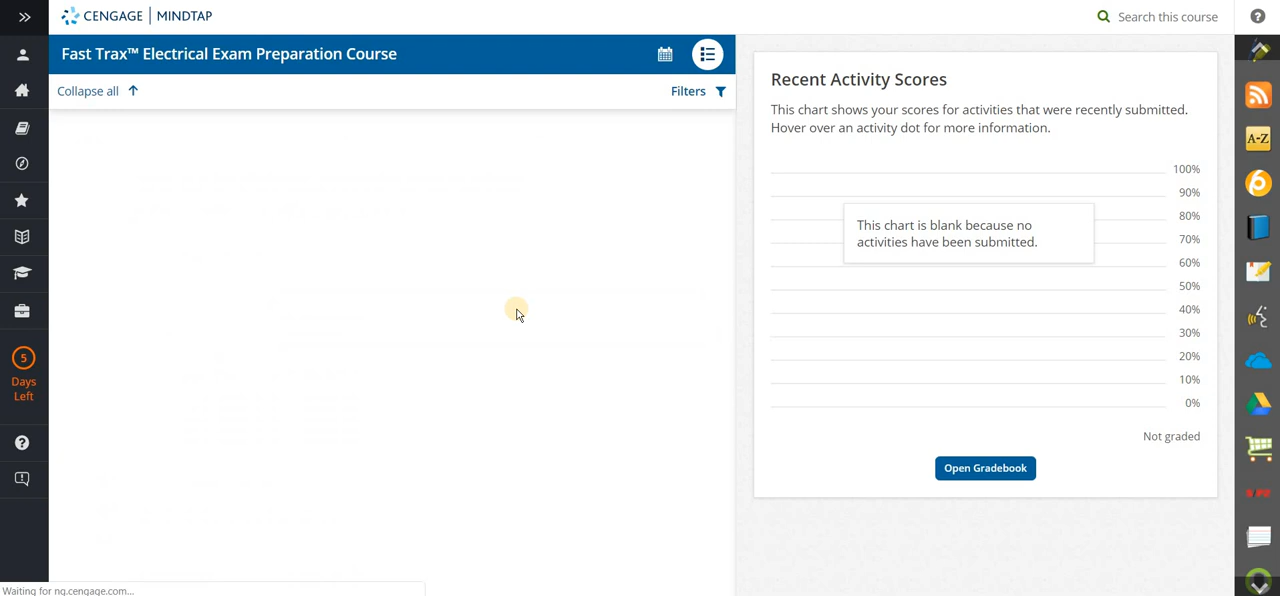 CENGAGE | MINDTAP
Search this course
Fast Trax™ Electrical Exam Preparation Course
Collapse all
Filters
5
Days
Left
Recent Activity Scores
This chart shows your scores for activities that were recently submitted.
Hover over an activity dot for more information.
100%
90%
80%
70%
60%
50%
40%
30%
20%
10%
0%
This chart is blank because no
activities have been submitted.
Not graded
Open Gradebook
A-Z
Waiting for ng.cengage.com...